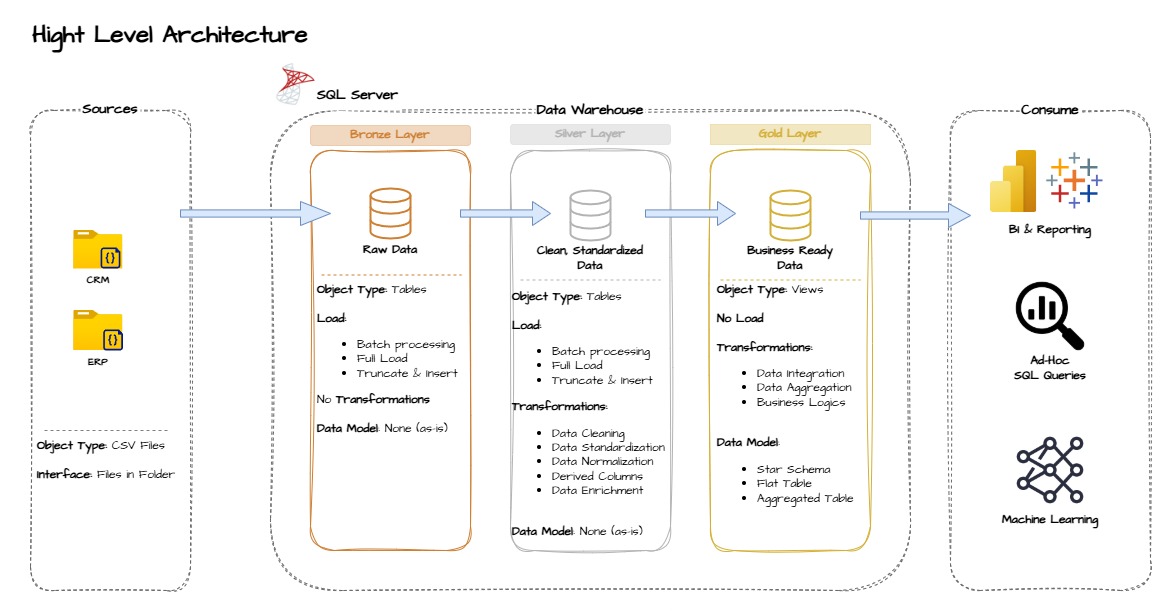 Hight Level Architecture
SQL Server
Sources
CRM
ERP
Object Type: CSV Files
Interface: Files in Folder
Data Warehouse
Bronze Layer
Raw Data
Object Type: Tables
Load:
Batch processing
Full Load
Truncate & Insert
No Transformations
Data Model: None (as-is)
Silver Layer
Clean, Standardized
Data
Object Type: Tables
Load:
Batch processing
Full Load
Truncate & Insert
Transformations:
Data Cleaning
Data Standardization
Data Normalization
Derived Columns
Data Enrichment
Data Model: None (as-is)
Gold Layer
Business Ready
Data
Object Type: Views
No Load
Transformations:
Data Integration
Data Aggregation
Business Logics
Data Model:
Star Schema
Flat Table
Aggregated Table
Consume
BI & Reporting
Ad-Hoc
SQL Queries
Machine Learning